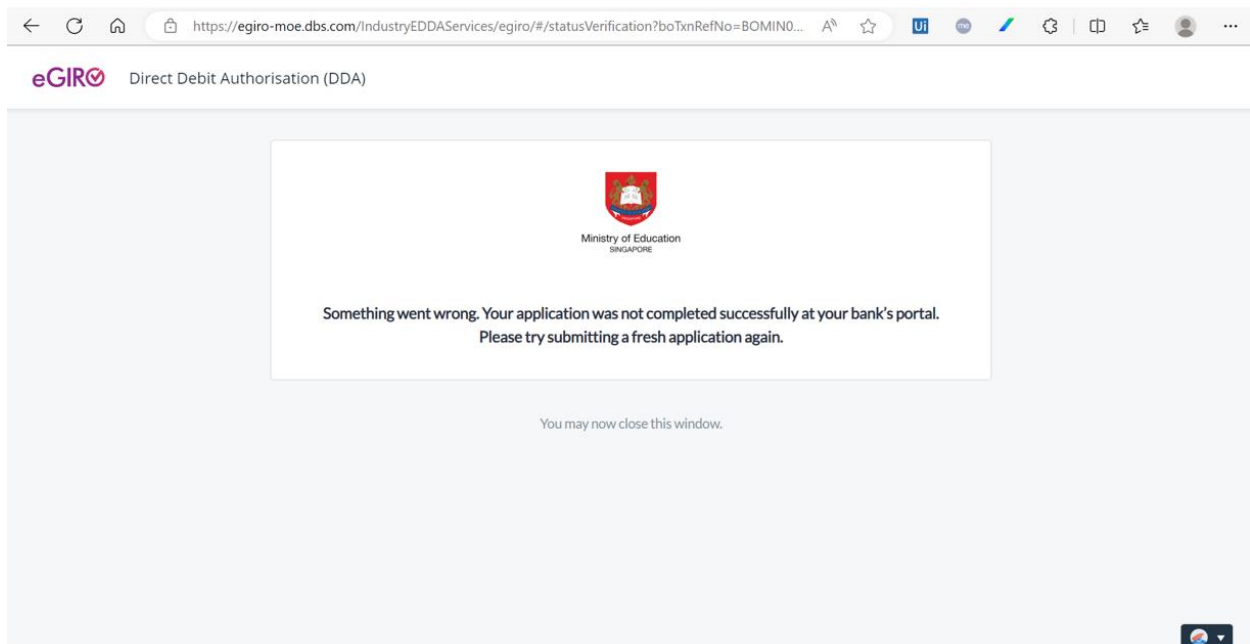 https://egiro-moe.dbs.com/IndustryEDDAServices/egiro/#/statusVerification?boTxnRefNo=BOMIN0...
eGIRO Direct Debit Authorisation (DDA)
Ministry of Education
SINGAPORE
Something went wrong. Your application was not completed successfully at your bank's portal.
Please try submitting a fresh application again.
You may now close this window.